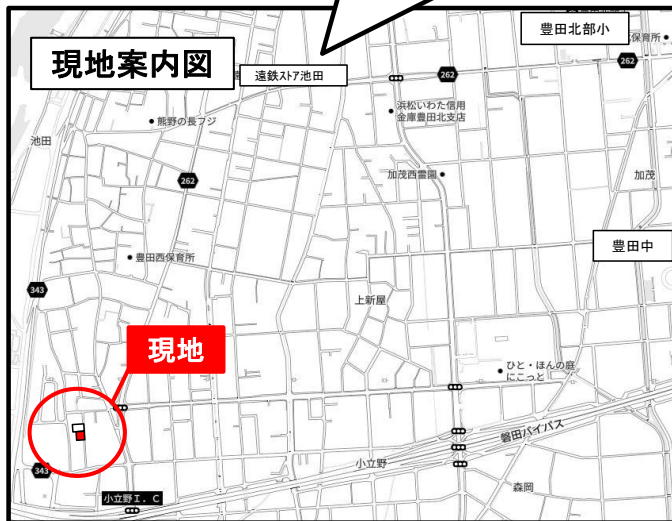 豊田北部小
保育所
現地案内図
遠鉄ストア池田
262
262
浜松いわた信用
金庫豊田北支店
熊野の長フジ
池田
加茂西霊園
加茂
262
豊田中
豊田西保育所
343
上新屋
現地
ひと・ほんの庭
にこっと
磐田バイパス
小立野
343
森岡
小立野I.C